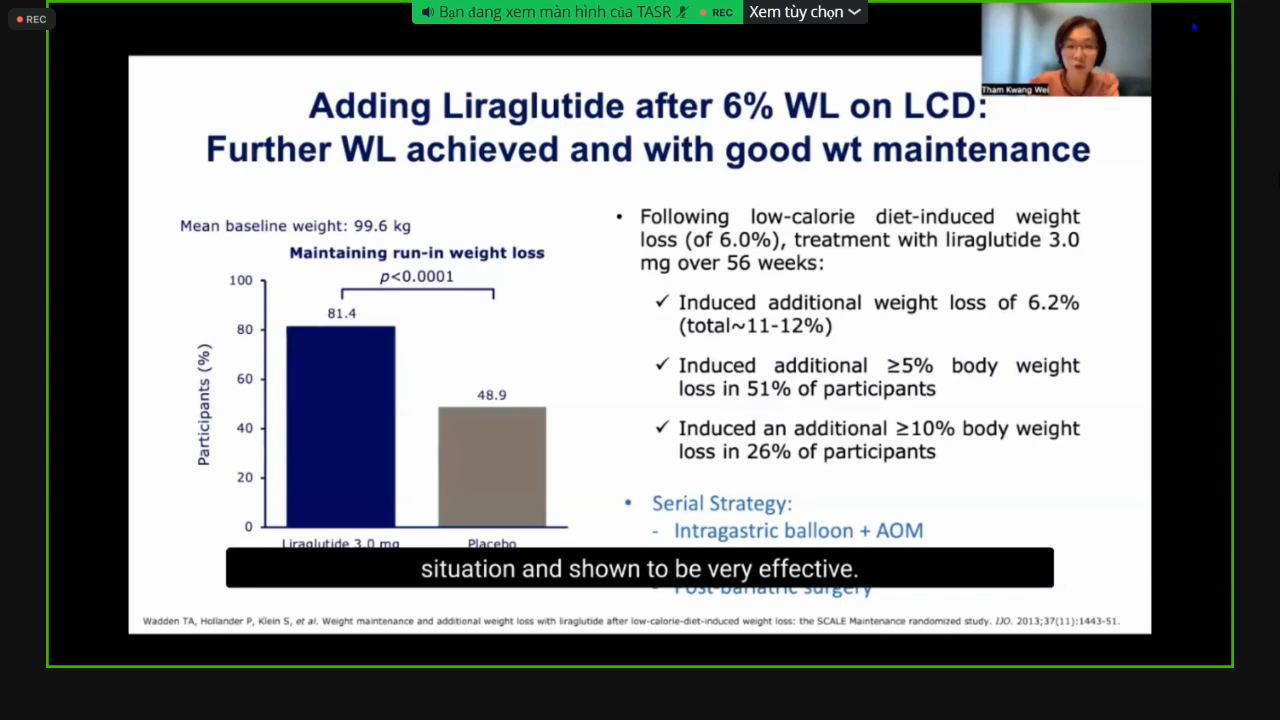 REC
Bạn đang xem màn hình của TASR
REC
Xem tùy chọn
Tham Kwang Wei
Adding Liraglutide after 6% WL on LCD:
Further WL achieved and with good wt maintenance
Mean baseline weight: 99.6 kg
Maintaining run-in weight loss
p<0.0001
100
80
60
40
20
0
Participants (%)
81.4
48.9
Liraglutide 3.0 mg
Placebo
• Following low-calorie diet-induced weight
loss (of 6.0%), treatment with liraglutide 3.0
mg over 56 weeks:
✓ Induced additional weight loss of 6.2%
(total~11-12%)
✓ Induced additional ≥5% body weight
loss in 51% of participants
✓ Induced an additional ≥10% body weight
loss in 26% of participants
• Serial Strategy:
- Intragastric balloon + AOM
Post-bariatric surgery
situation and shown to be very effective.
Wadden TA, Hollander P, Klein S, et al. Weight maintenance and additional weight loss with liraglutide after low-calorie-diet-induced weight loss: the SCALE Maintenance randomized study. IJO. 2013;37(11):1443-51.